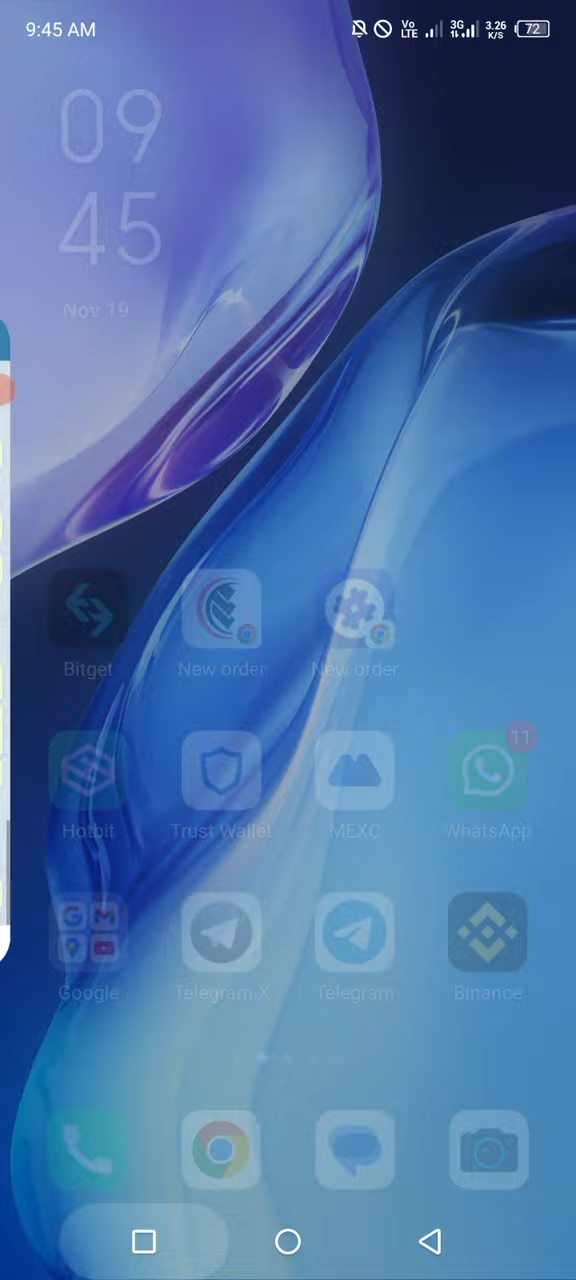 9:45 AM
Vo LTE 3G 3.26 K/S 72
09
45
Nov 19
Bitget New order New order
11
Hotbit Trust Wallet MEXC WhatsApp
Google Telegram X Telegram Binance